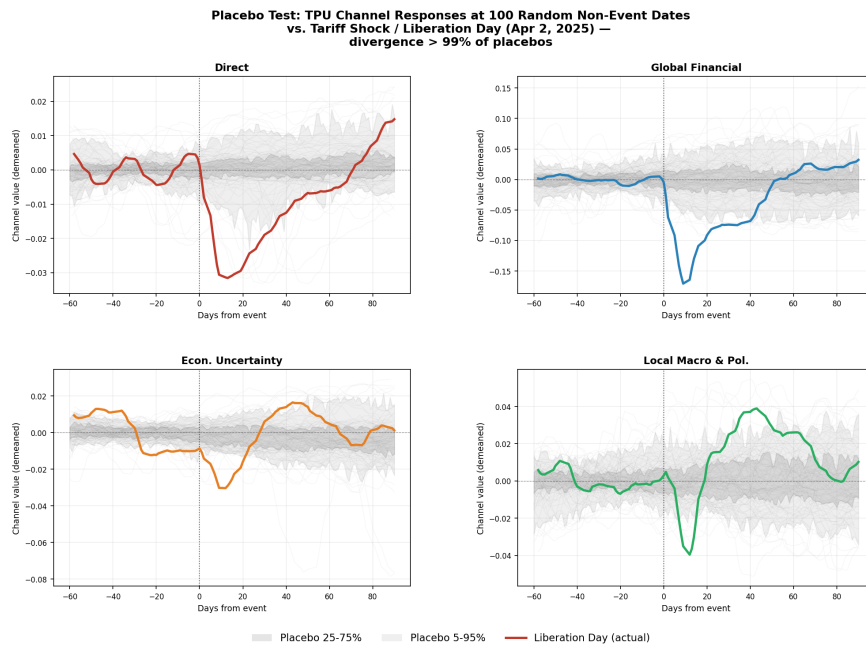 Placebo Test: TPU Channel Responses at 100 Random Non-Event Dates
vs. Tariff Shock / Liberation Day (Apr 2, 2025) —
divergence > 99% of placebos
Direct
Channel value (demeaned)
0.02
0.01
0.00
−0.01
−0.02
−0.03
−60 −40 −20 0 20 40 60 80
Days from event
Global Financial
Channel value (demeaned)
0.15
0.10
0.05
0.00
−0.05
−0.10
−0.15
−60 −40 −20 0 20 40 60 80
Days from event
Econ. Uncertainty
Channel value (demeaned)
0.02
0.00
−0.02
−0.04
−0.06
−0.08
−60 −40 −20 0 20 40 60 80
Days from event
Local Macro & Pol.
Channel value (demeaned)
0.04
0.02
0.00
−0.02
−0.04
−60 −40 −20 0 20 40 60 80
Days from event
Placebo 25-75% Placebo 5-95% Liberation Day (actual)